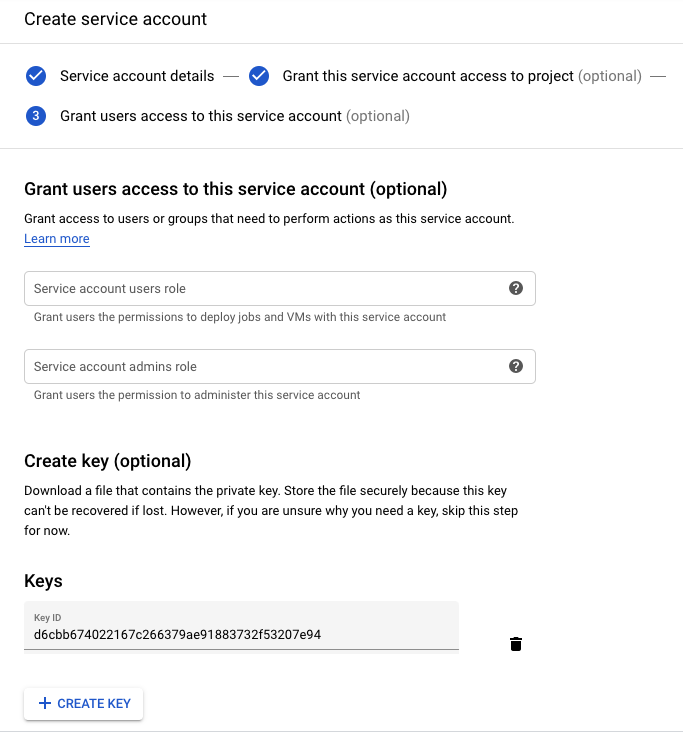 Create service account
Service account details — Grant this service account access to project (optional) —
3 Grant users access to this service account (optional)
Grant users access to this service account (optional)
Grant access to users or groups that need to perform actions as this service account.
Learn more
Service account users role ?
Grant users the permissions to deploy jobs and VMs with this service account
Service account admins role ?
Grant users the permission to administer this service account
Create key (optional)
Download a file that contains the private key. Store the file securely because this key
can't be recovered if lost. However, if you are unsure why you need a key, skip this step
for now.
Keys
Key ID
d6cbb674022167c266379ae91883732f53207e94
+ CREATE KEY